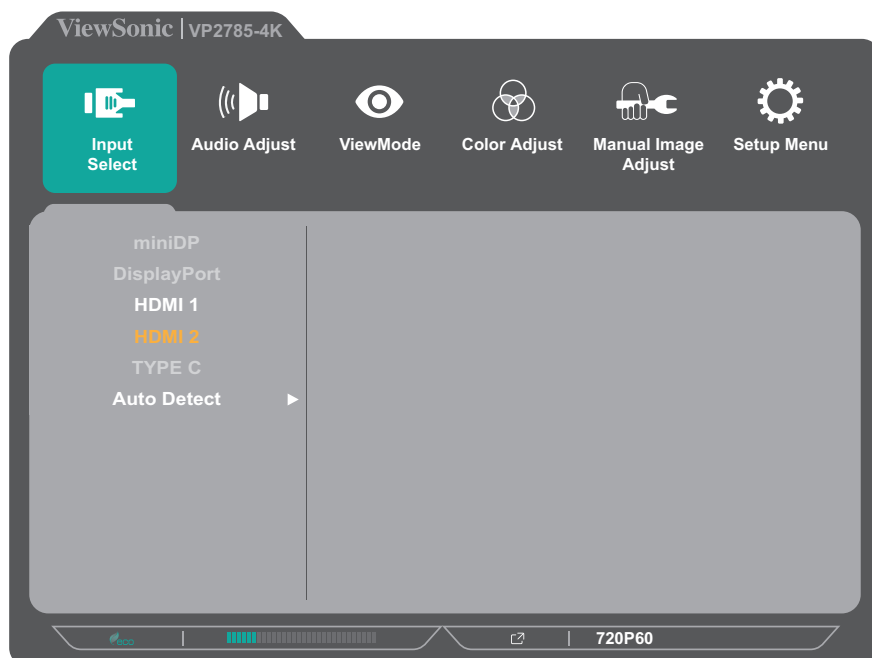 ViewSonic | VP2785-4K
Input
Select
Audio Adjust
ViewMode
Color Adjust
Manual Image
Adjust
Setup Menu
miniDP
DisplayPort
HDMI 1
HDMI 2
TYPE C
Auto Detect
eco
720P60